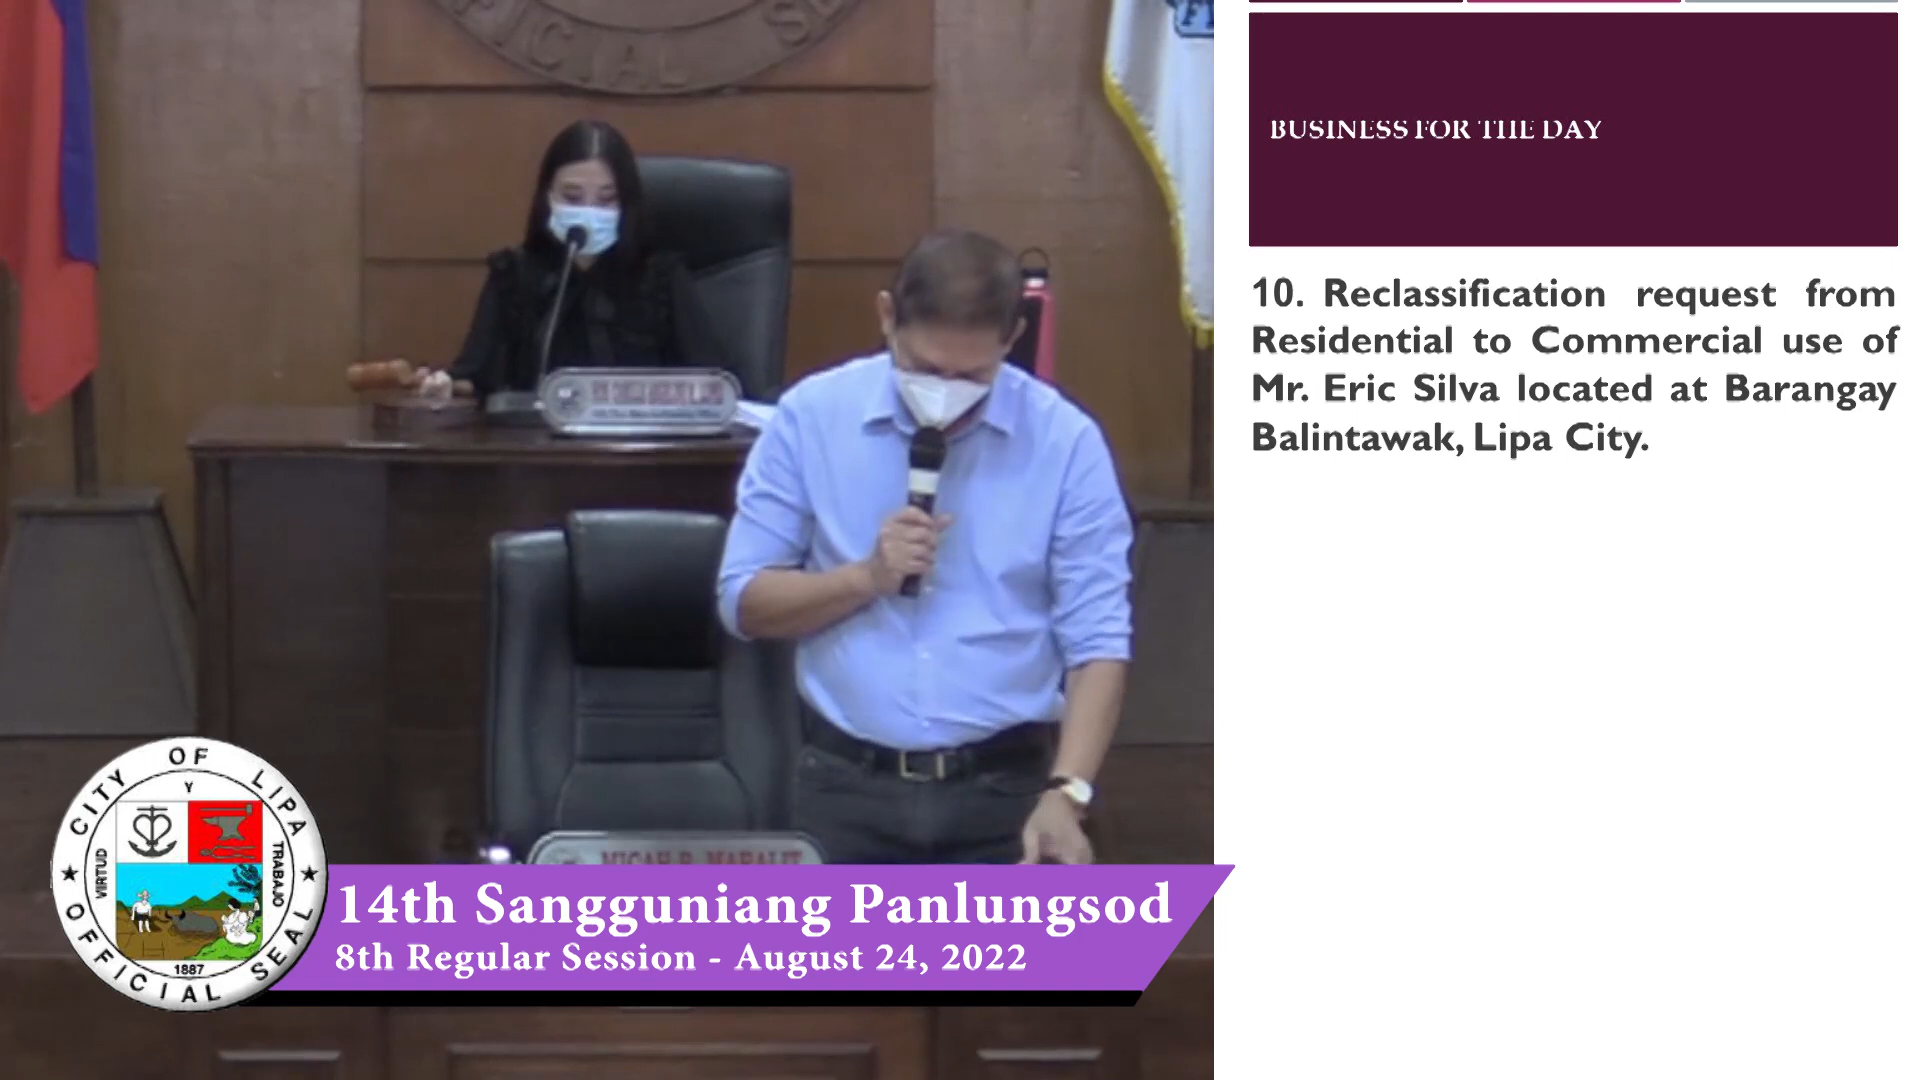 BUSINESS FOR THE DAY
10. Reclassification request from
Residential to Commercial use of
Mr. Eric Silva located at Barangay
Balintawak, Lipa City.
14th Sangguniang Panlungsod
8th Regular Session - August 24, 2022
CITY OF LIPA
Y
VIRTUD
TRABAJO
1887
OFFICIAL SEAL
MICAH P. MARALIT